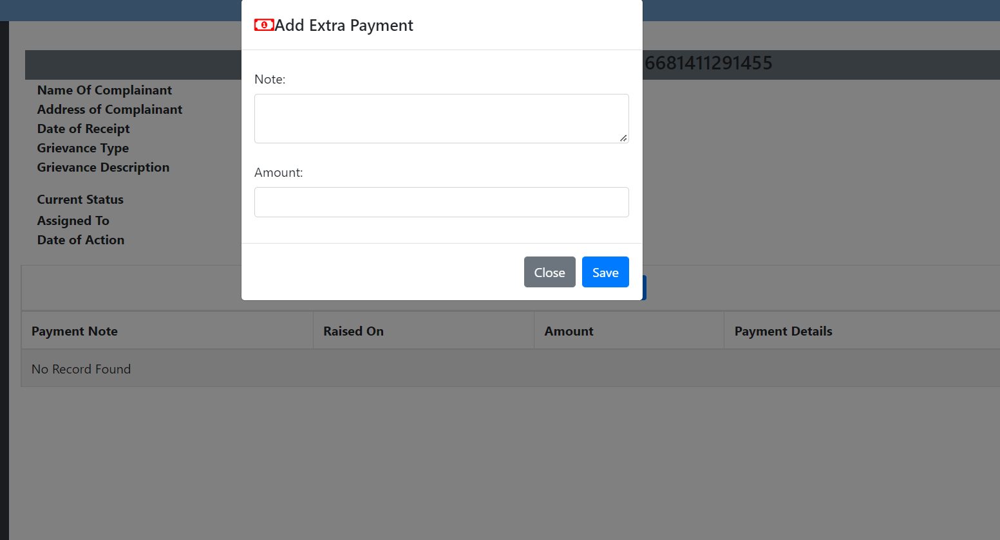 Add Extra Payment
6681411291455
Note:
Name Of Complainant
Address of Complainant
Date of Receipt
Grievance Type
Grievance Description
Amount:
Current Status
Assigned To
Date of Action
Close Save
Payment Note Raised On Amount Payment Details
No Record Found